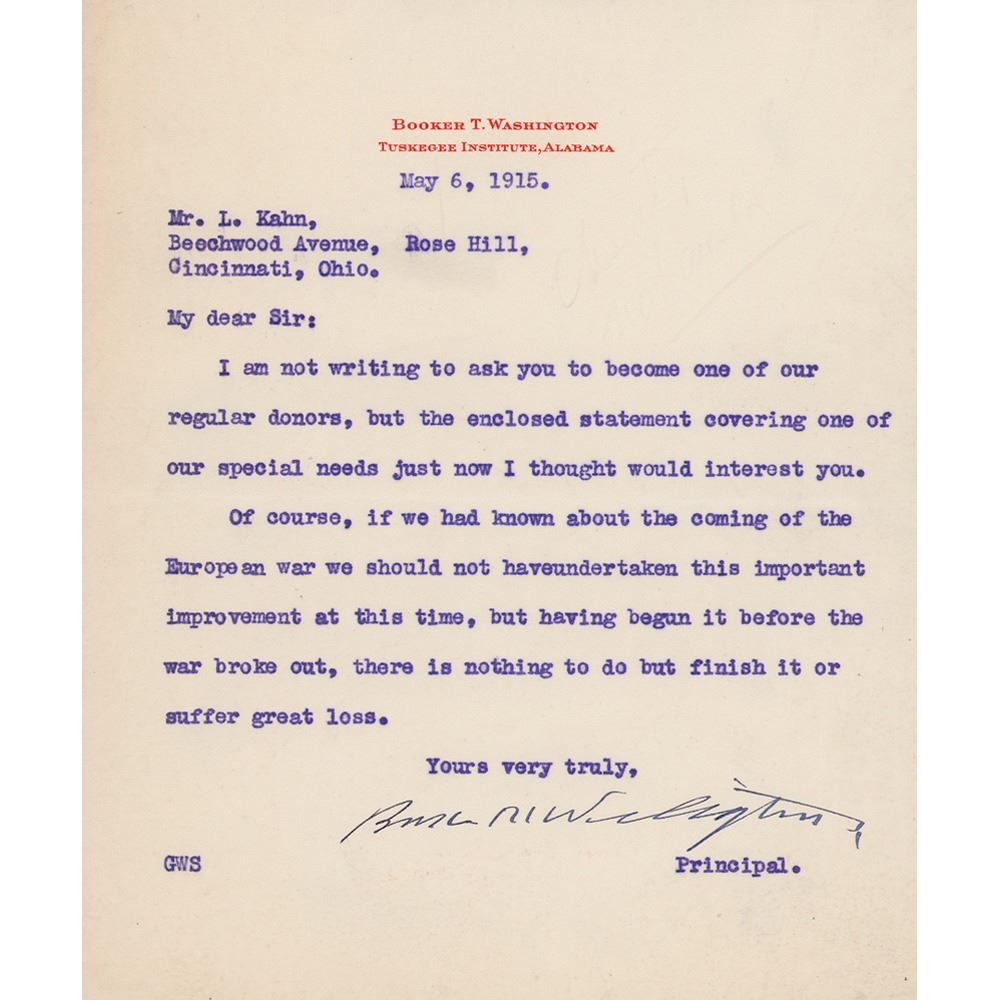 BOOKER T. WASHINGTON
TUSKEGEE INSTITUTE, ALABAMA
May 6, 1915.
Mr. L. Kahn,
Beechwood Avenue, Rose Hill,
Cincinnati, Ohio.
My dear Sir:
I am not writing to ask you to become one of our
regular donors, but the enclosed statement covering one of
our special needs just now I thought would interest you.
Of course, if we had known about the coming of the
European war we should not haveundertaken this important
improvement at this time, but having begun it before the
war broke out, there is nothing to do but finish it or
suffer great loss.
Yours very truly,
Booker T. Washington
GWS Principal.